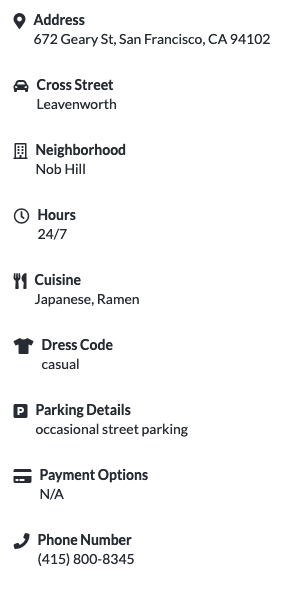 Address
672 Geary St, San Francisco, CA 94102
Cross Street
Leavenworth
Neighborhood
Nob Hill
Hours
24/7
Cuisine
Japanese, Ramen
Dress Code
casual
P Parking Details
occasional street parking
Payment Options
N/A
Phone Number
(415) 800-8345